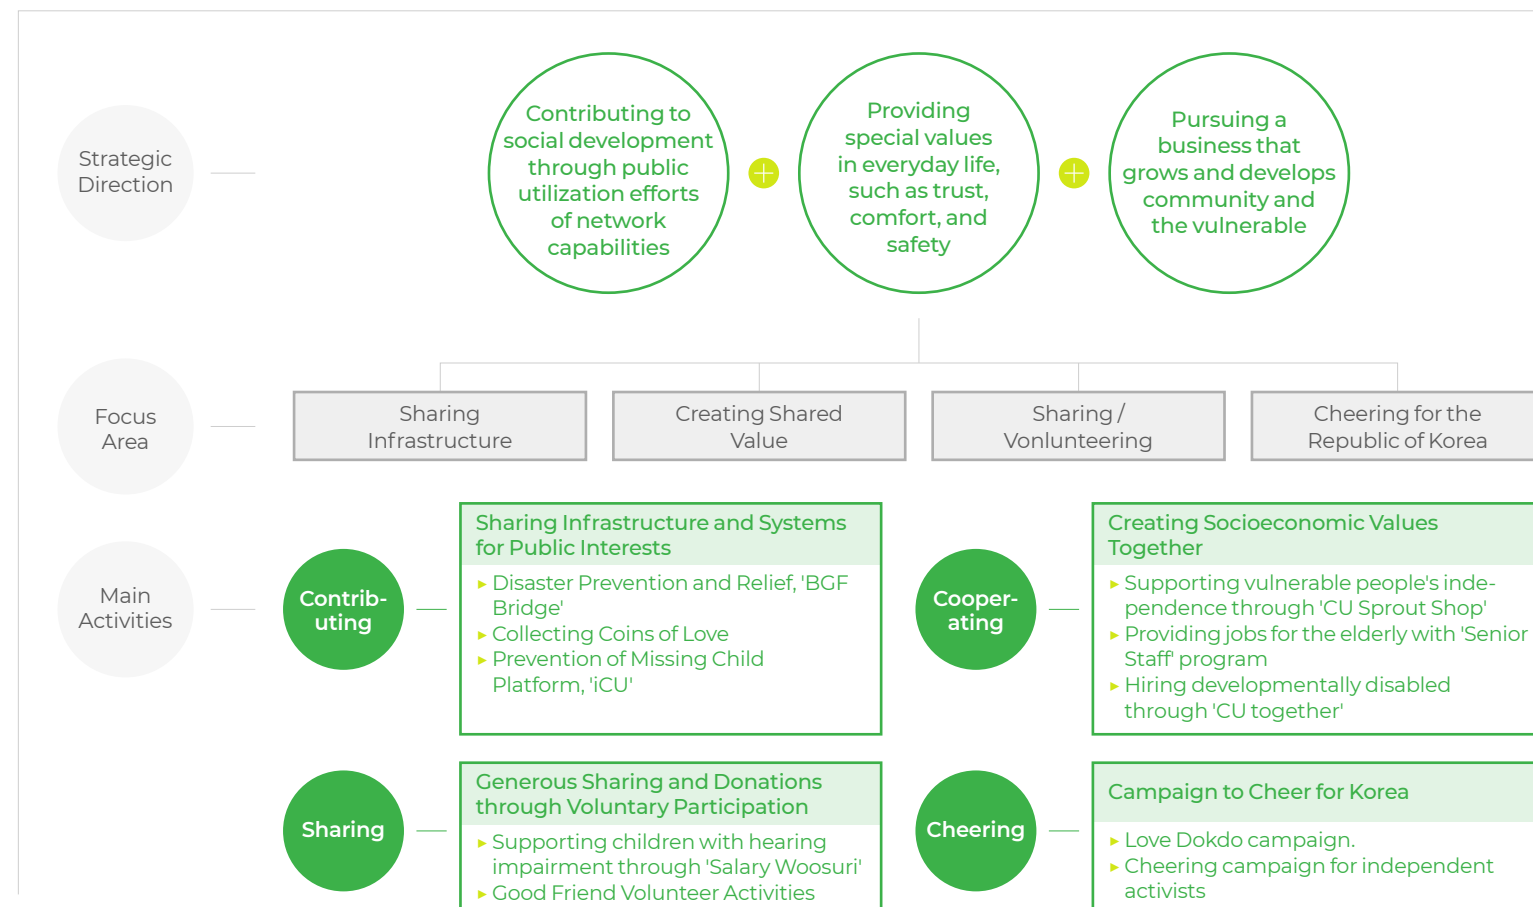 Strategic
Direction
Contributing to
social development
through public
utilization efforts
of network
capabilities
Providing
special values
in everyday life,
such as trust,
comfort, and
safety
Pursuing a
business that
grows and develops
community and
the vulnerable
Focus
Area
Sharing
Infrastructure
Creating Shared
Value
Sharing /
Vonlunteering
Cheering for the
Republic of Korea
Main
Activities
Contrib-
uting
Sharing Infrastructure and Systems
for Public Interests
▸ Disaster Prevention and Relief, 'BGF
Bridge'
▸ Collecting Coins of Love
▸ Prevention of Missing Child
Platform, 'iCU'
Cooper-
ating
Creating Socioeconomic Values
Together
▸ Supporting vulnerable people's inde-
pendence through 'CU Sprout Shop'
▸ Providing jobs for the elderly with 'Senior
Staff' program
▸ Hiring developmentally disabled
through 'CU together'
Sharing
Generous Sharing and Donations
through Voluntary Participation
▸ Supporting children with hearing
impairment through 'Salary Woosuri'
▸ Good Friend Volunteer Activities
Cheering
Campaign to Cheer for Korea
▸ Love Dokdo campaign.
▸ Cheering campaign for independent
activists